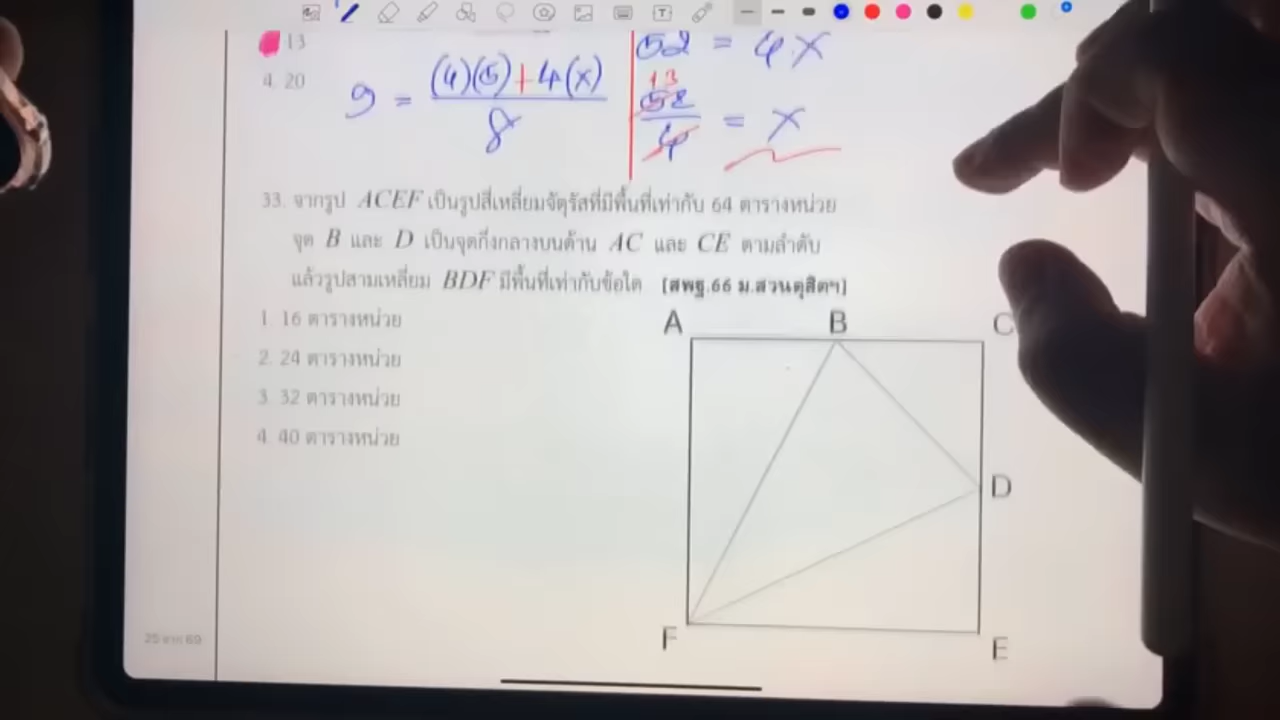 13
4. 20
9 = (4)(5)+4(x) / 8
52 = 4x
13
52 / 4 = x
33. จากรูป ACEF เป็นรูปสี่เหลี่ยมจัตุรัสที่มีพื้นที่เท่ากับ 64 ตารางหน่วย
จุด B และ D เป็นจุดกึ่งกลางบนด้าน AC และ CE ตามลำดับ
แล้วรูปสามเหลี่ยม BDF มีพื้นที่เท่ากับข้อใด [สพฐ.66 ม.สวนดุสิตฯ]
1. 16 ตารางหน่วย
2. 24 ตารางหน่วย
3. 32 ตารางหน่วย
4. 40 ตารางหน่วย
A B C
D
F E
25 จาก 69